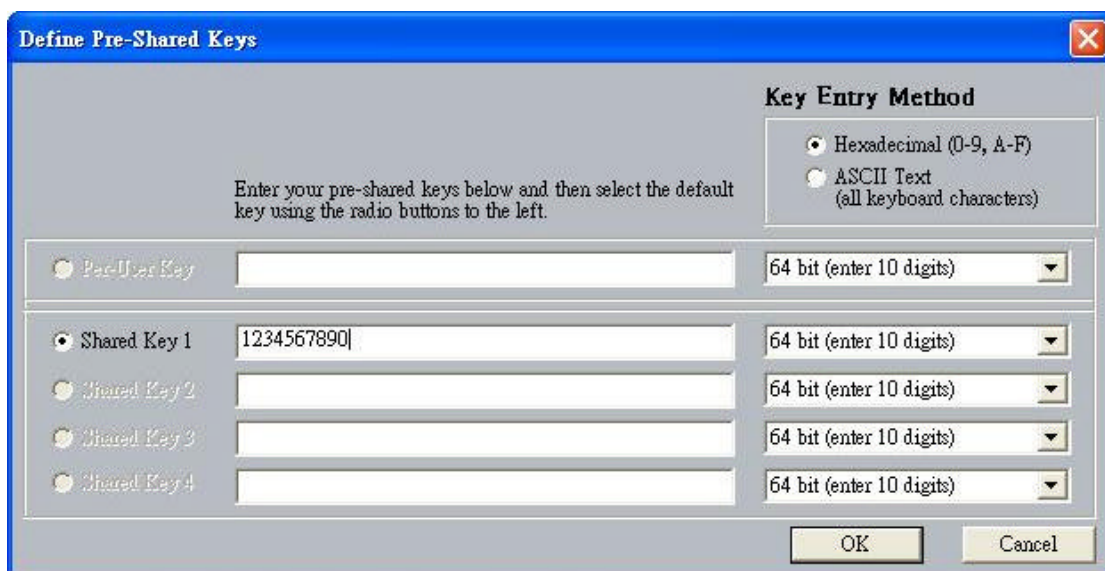 Define Pre-Shared Keys
Key Entry Method
Hexadecimal (0-9, A-F)
ASCII Text
(all keyboard characters)
Enter your pre-shared keys below and then select the default
key using the radio buttons to the left.
Per-User Key 64 bit (enter 10 digits)
Shared Key 1 1234567890 64 bit (enter 10 digits)
Shared Key 2 64 bit (enter 10 digits)
Shared Key 3 64 bit (enter 10 digits)
Shared Key 4 64 bit (enter 10 digits)
OK Cancel